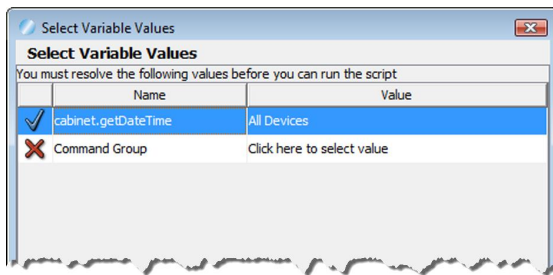 Select Variable Values
Select Variable Values
You must resolve the following values before you can run the script
Name Value
cabinet.getDateTime All Devices
Command Group Click here to select value